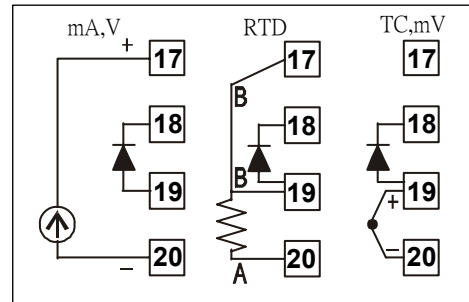 mA,V RTD TC,mV
+ 17 17 17
B
18 18 18
19 B 19 19
+
− 20 A 20 − 20